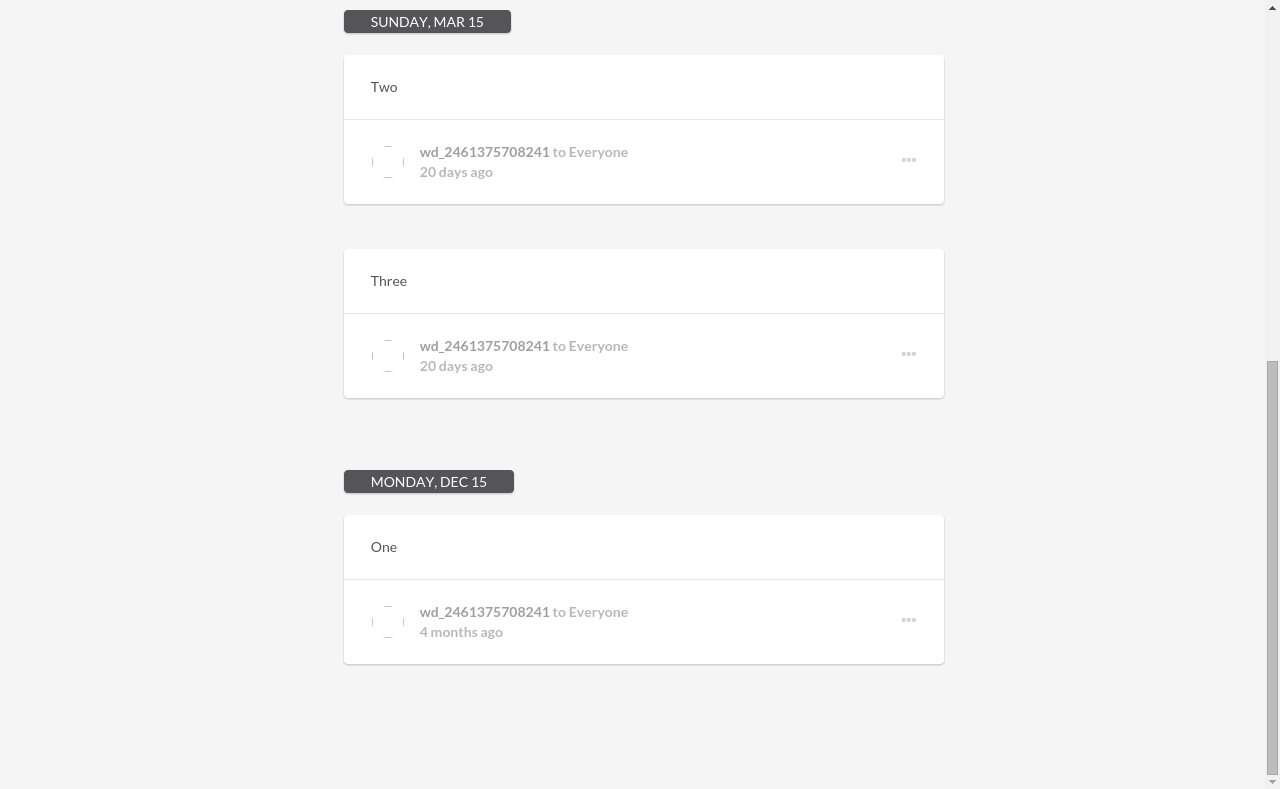 SUNDAY, MAR 15
Two
wd_2461375708241 to Everyone
20 days ago
Three
wd_2461375708241 to Everyone
20 days ago
MONDAY, DEC 15
One
wd_2461375708241 to Everyone
4 months ago